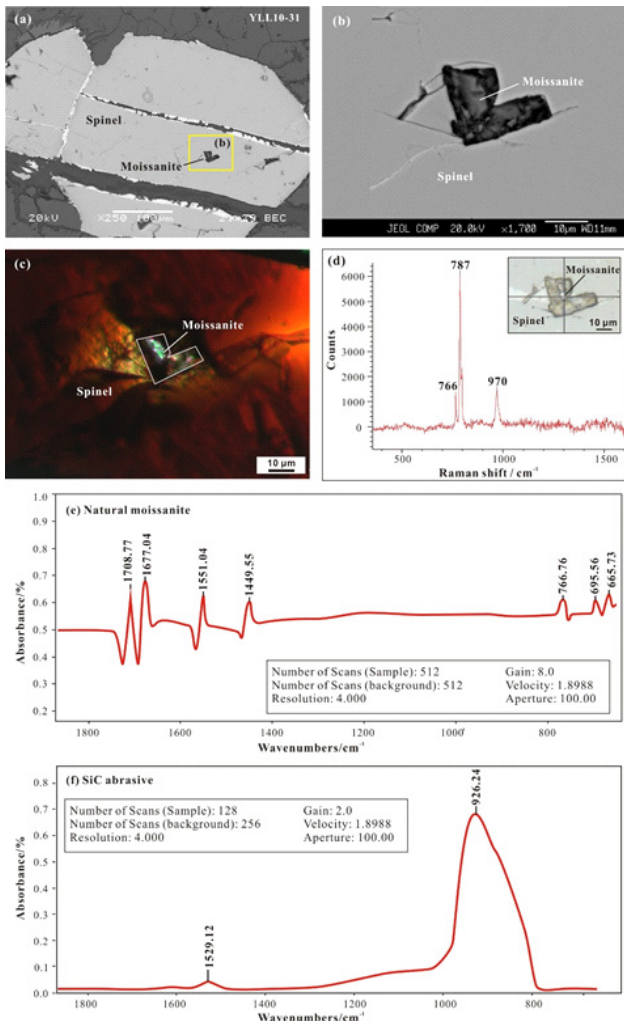 (a)
YLL10-31
Spinel
(b)
Moissanite
20kV X250 100μm BEC
(b)
Moissanite
Spinel
JEOL COMP 20.0kV ×1,700 10μm WD11mm
(c)
Moissanite
Spinel
10 μm
(d)
787
766
970
Moissanite
Spinel
10 μm
6000
5000
4000
3000
2000
1000
0
Counts
500
1000
1500
Raman shift / cm⁻¹
(e) Natural moissanite
1.0
0.9
0.8
0.7
0.6
0.5
0.4
0.3
0.2
Absorbance/%
1708.77
1677.04
1551.04
1449.55
766.76
695.56
665.73
Number of Scans (Sample): 512 Gain: 8.0
Number of Scans (background): 512 Velocity: 1.8988
Resolution: 4.000 Aperture: 100.00
1800 1600 1400 1200 1000 800
Wavenumbers/cm⁻¹
(f) SiC abrasive
0.8
0.7
0.6
0.5
0.4
0.3
0.2
0.1
0.0
Absorbance/%
926.24
1529.12
Number of Scans (Sample): 128 Gain: 2.0
Number of Scans (background): 256 Velocity: 1.8988
Resolution: 4.000 Aperture: 100.00
1800 1600 1400 1200 1000 800
Wavenumbers/cm⁻¹